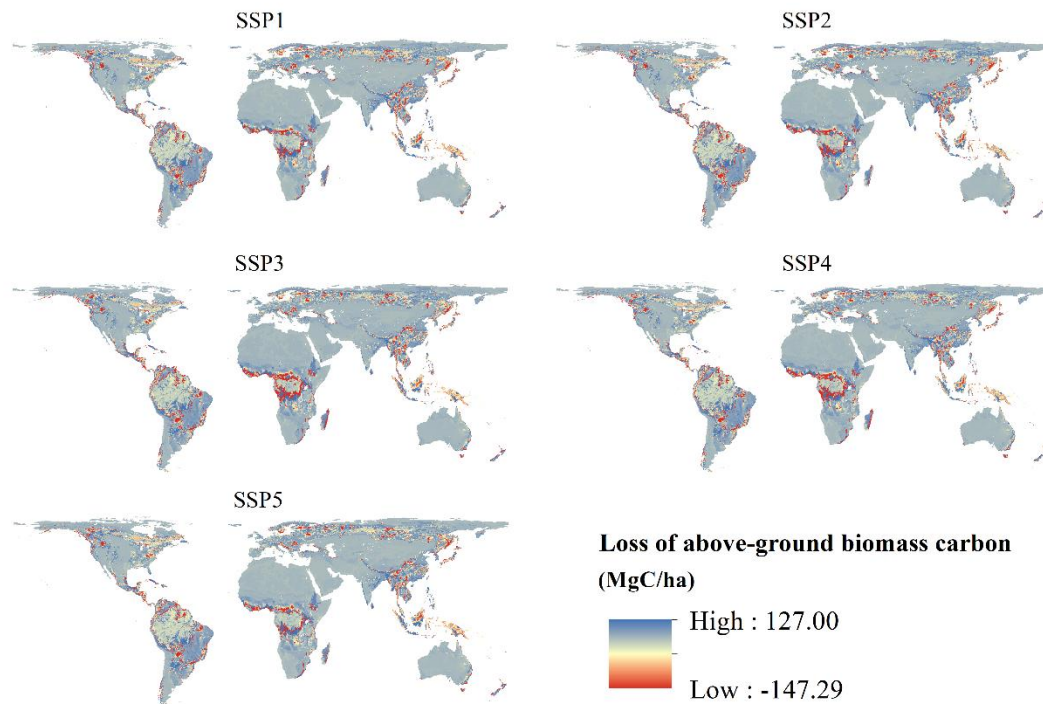 SSP1
SSP2
SSP3
SSP4
SSP5
Loss of above-ground biomass carbon
(MgC/ha)
High : 127.00
Low : -147.29